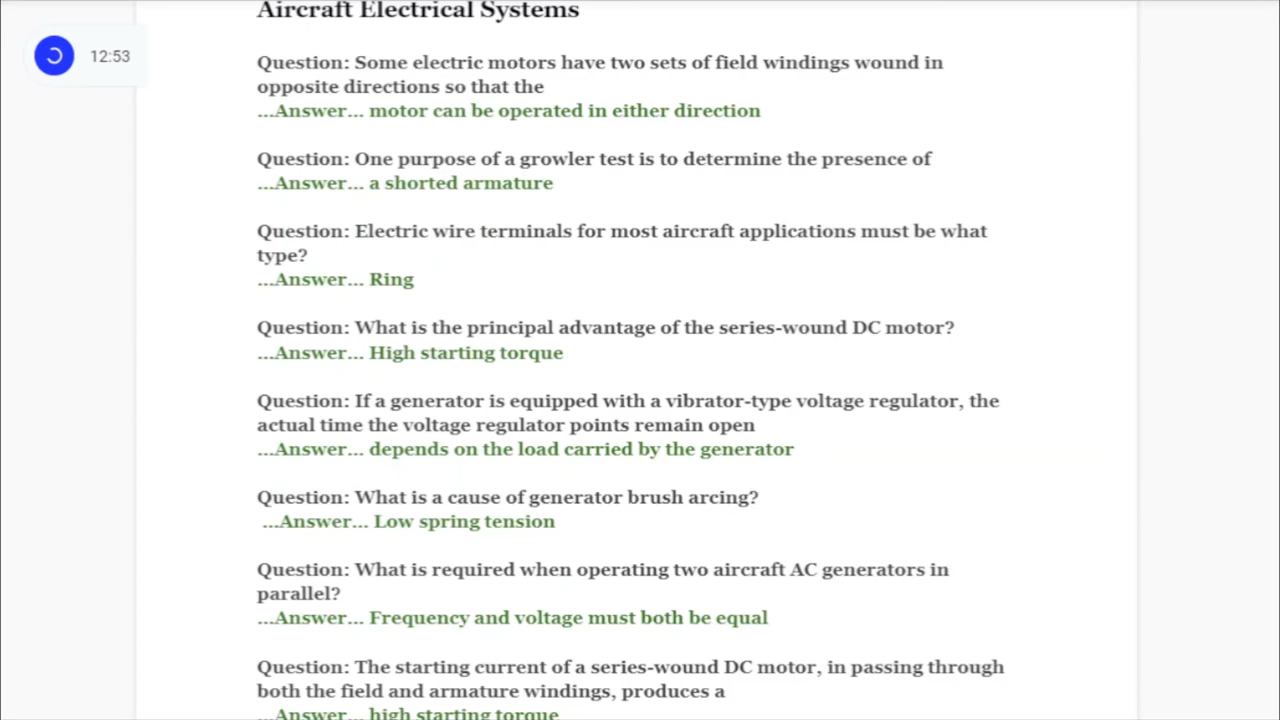 Aircraft Electrical Systems
12:53
Question: Some electric motors have two sets of field windings wound in
opposite directions so that the
...Answer... motor can be operated in either direction
Question: One purpose of a growler test is to determine the presence of
...Answer... a shorted armature
Question: Electric wire terminals for most aircraft applications must be what
type?
...Answer... Ring
Question: What is the principal advantage of the series-wound DC motor?
...Answer... High starting torque
Question: If a generator is equipped with a vibrator-type voltage regulator, the
actual time the voltage regulator points remain open
...Answer... depends on the load carried by the generator
Question: What is a cause of generator brush arcing?
...Answer... Low spring tension
Question: What is required when operating two aircraft AC generators in
parallel?
...Answer... Frequency and voltage must both be equal
Question: The starting current of a series-wound DC motor, in passing through
both the field and armature windings, produces a
...Answer... high starting torque